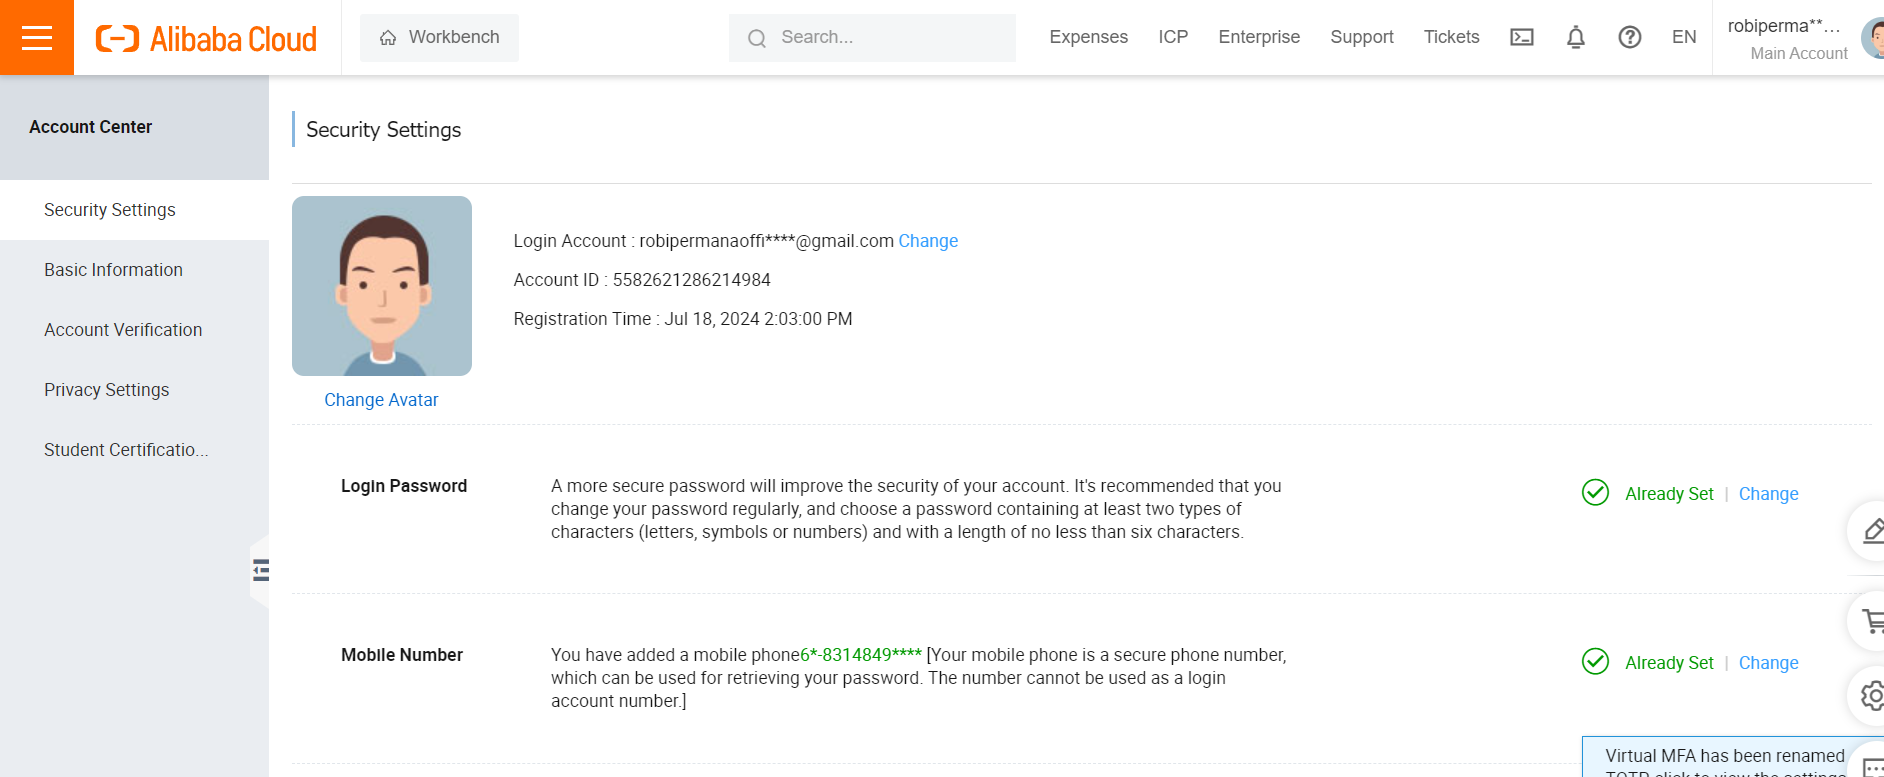 Alibaba Cloud
Workbench
Search...
Expenses
ICP
Enterprise
Support
Tickets
EN
robiperma**...
Main Account
Account Center
Security Settings
Basic Information
Account Verification
Privacy Settings
Student Certificatio...
Security Settings
Login Account : robipermanaoffi****@gmail.com Change
Account ID : 5582621286214984
Registration Time : Jul 18, 2024 2:03:00 PM
Change Avatar
Login Password
A more secure password will improve the security of your account. It's recommended that you
change your password regularly, and choose a password containing at least two types of
characters (letters, symbols or numbers) and with a length of no less than six characters.
Already Set | Change
Mobile Number
You have added a mobile phone6*-8314849**** [Your mobile phone is a secure phone number,
which can be used for retrieving your password. The number cannot be used as a login
account number.]
Already Set | Change
Virtual MFA has been renamed
TOTP, click to view the settings